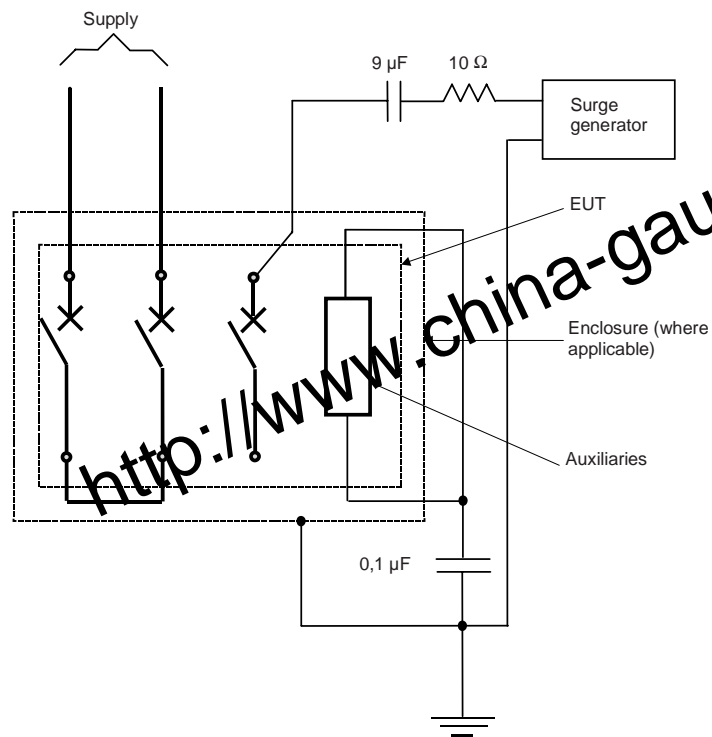 Supply
9 µF
10 Ω
Surge
generator
EUT
Enclosure (where
applicable)
Auxiliaries
0,1 µF
http://www.china-gau